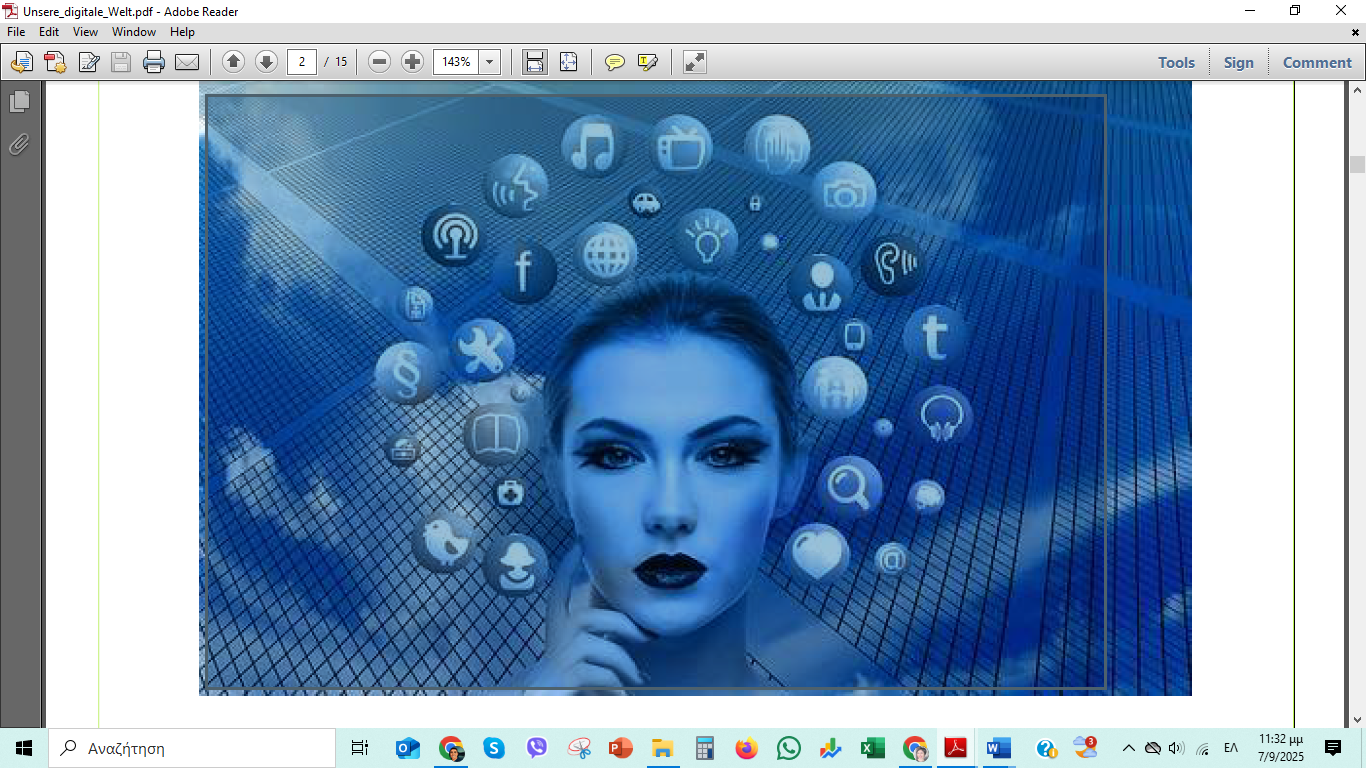 Unsere_digitale_Welt.pdf - Adobe Reader
File Edit View Window Help
2 / 15 143% Tools Sign Comment
f
t
§
@
Αναζήτηση
3
ΕΛ
11:32 μμ
7/9/2025